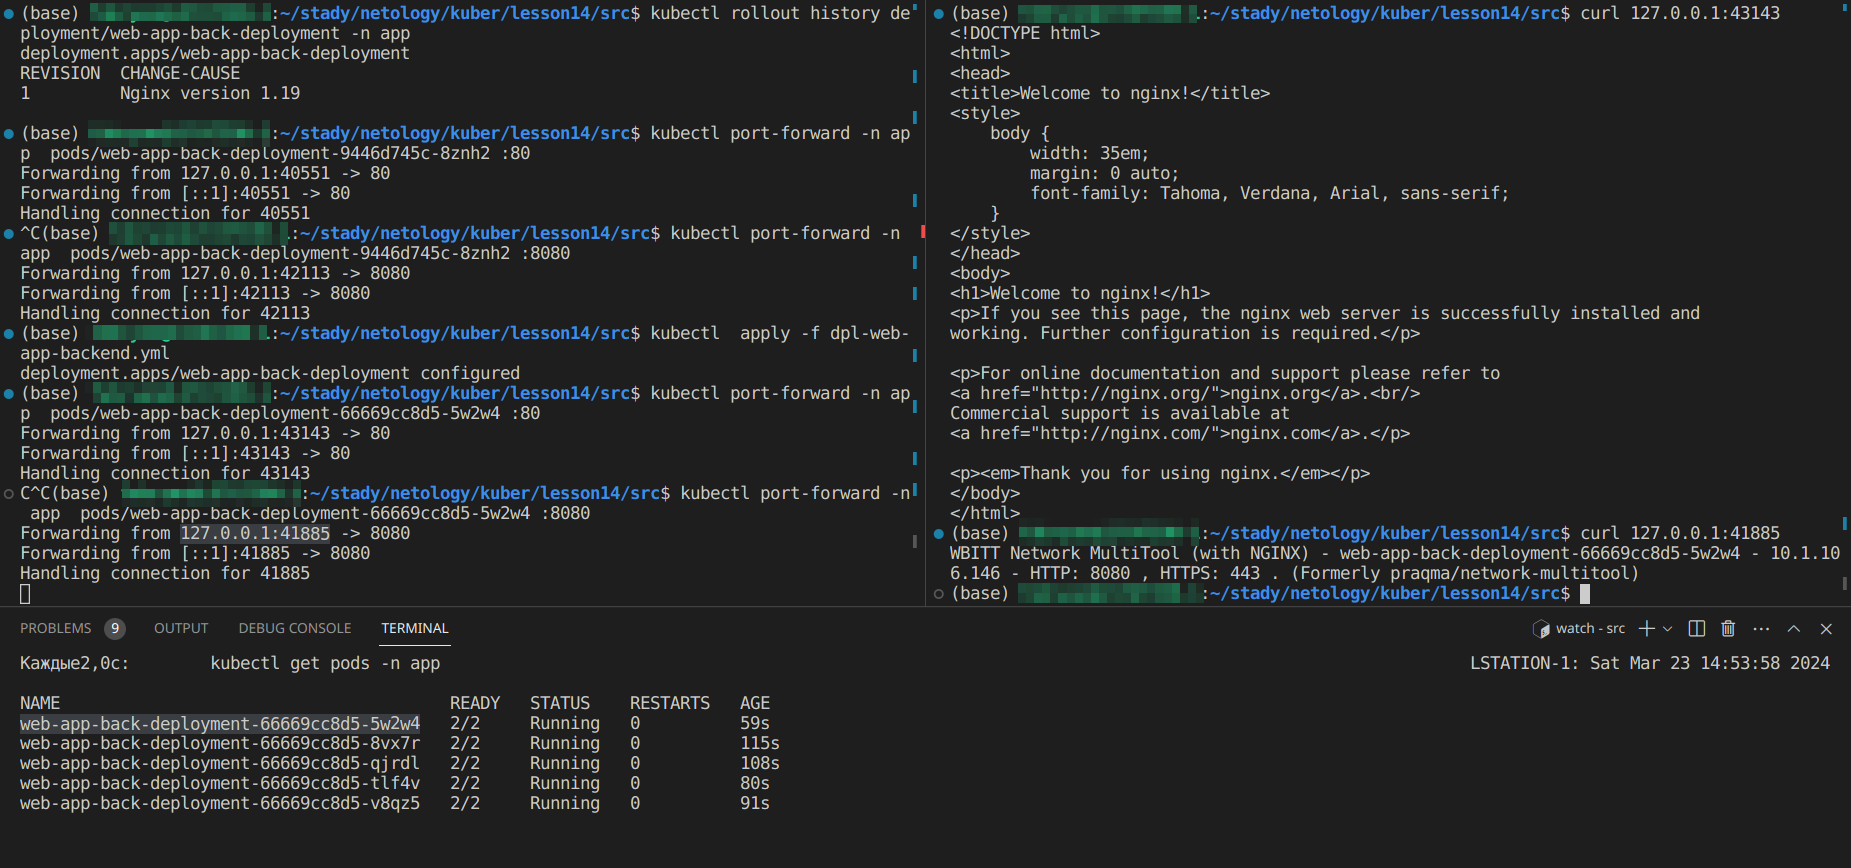 (base) :~/stady/netology/kuber/lesson14/src$ kubectl rollout history de
ployment/web-app-back-deployment -n app
deployment.apps/web-app-back-deployment
REVISION  CHANGE-CAUSE
1         Nginx version 1.19
(base) :~/stady/netology/kuber/lesson14/src$ kubectl port-forward -n ap
p  pods/web-app-back-deployment-9446d745c-8znh2 :80
Forwarding from 127.0.0.1:40551 -> 80
Forwarding from [::1]:40551 -> 80
Handling connection for 40551
^C(base) :~/stady/netology/kuber/lesson14/src$ kubectl port-forward -n
app  pods/web-app-back-deployment-9446d745c-8znh2 :8080
Forwarding from 127.0.0.1:42113 -> 8080
Forwarding from [::1]:42113 -> 8080
Handling connection for 42113
(base) :~/stady/netology/kuber/lesson14/src$ kubectl  apply -f dpl-web-
app-backend.yml
deployment.apps/web-app-back-deployment configured
(base) :~/stady/netology/kuber/lesson14/src$ kubectl port-forward -n ap
p  pods/web-app-back-deployment-66669cc8d5-5w2w4 :80
Forwarding from 127.0.0.1:43143 -> 80
Forwarding from [::1]:43143 -> 80
Handling connection for 43143
C^C(base) :~/stady/netology/kuber/lesson14/src$ kubectl port-forward -n
 app  pods/web-app-back-deployment-66669cc8d5-5w2w4 :8080
Forwarding from 127.0.0.1:41885 -> 8080
Forwarding from [::1]:41885 -> 8080
Handling connection for 41885
(base) :~/stady/netology/kuber/lesson14/src$ curl 127.0.0.1:43143
<!DOCTYPE html>
<html>
<head>
<title>Welcome to nginx!</title>
<style>
    body {
        width: 35em;
        margin: 0 auto;
        font-family: Tahoma, Verdana, Arial, sans-serif;
    }
</style>
</head>
<body>
<h1>Welcome to nginx!</h1>
<p>If you see this page, the nginx web server is successfully installed and
working. Further configuration is required.</p>
<p>For online documentation and support please refer to
<a href="http://nginx.org/">nginx.org</a>.<br/>
Commercial support is available at
<a href="http://nginx.com/">nginx.com</a>.</p>
<p><em>Thank you for using nginx.</em></p>
</body>
</html>
(base) :~/stady/netology/kuber/lesson14/src$ curl 127.0.0.1:41885
WBITT Network MultiTool (with NGINX) - web-app-back-deployment-66669cc8d5-5w2w4 - 10.1.10
6.146 - HTTP: 8080 , HTTPS: 443 . (Formerly praqma/network-multitool)
(base) :~/stady/netology/kuber/lesson14/src$
PROBLEMS 9 OUTPUT DEBUG CONSOLE TERMINAL watch - src
Каждые2,0с: kubectl get pods -n app LSTATION-1: Sat Mar 23 14:53:58 2024
NAME READY STATUS RESTARTS AGE
web-app-back-deployment-66669cc8d5-5w2w4 2/2 Running 0 59s
web-app-back-deployment-66669cc8d5-8vx7r 2/2 Running 0 115s
web-app-back-deployment-66669cc8d5-qjrdl 2/2 Running 0 108s
web-app-back-deployment-66669cc8d5-tlf4v 2/2 Running 0 80s
web-app-back-deployment-66669cc8d5-v8qz5 2/2 Running 0 91s